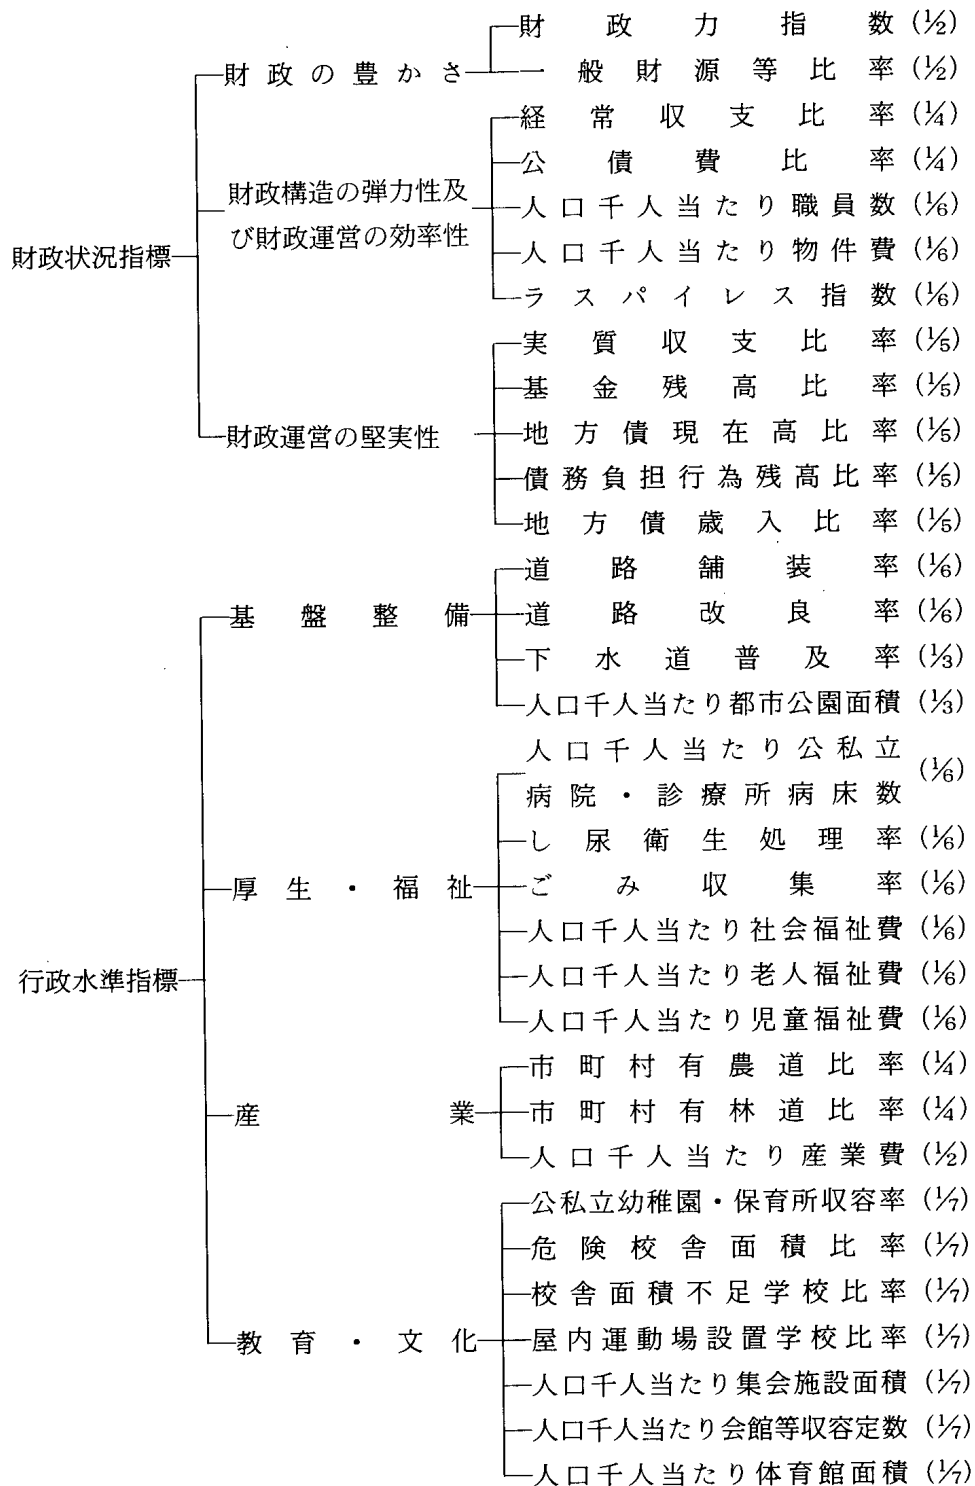 財政力指数(1/2)
財政の豊かさ
一般財源等比率(1/2)
経常収支比率(1/4)
公債費比率(1/4)
財政構造の弾力性及
び財政運営の効率性
人口千人当たり職員数(1/6)
人口千人当たり物件費(1/6)
財政状況指標
ラスパイレス指数(1/6)
実質収支比率(1/5)
基金残高比率(1/5)
財政運営の堅実性
地方債現在高比率(1/5)
債務負担行為残高比率(1/5)
地方債歳入比率(1/5)
道路舗装率(1/6)
基盤整備
道路改良率(1/6)
下水道普及率(1/3)
人口千人当たり都市公園面積(1/3)
人口千人当たり公私立
病院・診療所病床数(1/6)
し尿衛生処理率(1/6)
厚生・福祉
ごみ収集率(1/6)
人口千人当たり社会福祉費(1/6)
行政水準指標
人口千人当たり老人福祉費(1/6)
人口千人当たり児童福祉費(1/6)
市町村有農道比率(1/4)
産業
市町村有林道比率(1/4)
人口千人当たり産業費(1/2)
公私立幼稚園・保育所収容率(1/7)
危険校舎面積比率(1/7)
校舎面積不足学校比率(1/7)
教育・文化
屋内運動場設置学校比率(1/7)
人口千人当たり集会施設面積(1/7)
人口千人当たり会館等収容定数(1/7)
人口千人当たり体育館面積(1/7)